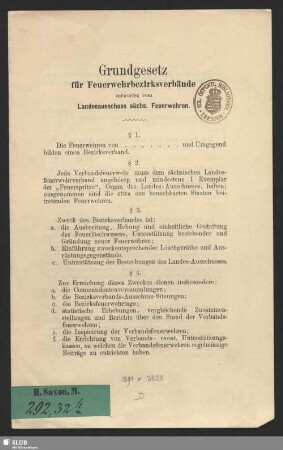 Grundgesetz
für Feuerwehrbezirksverbände
entworfen vom
Landesausschuss sächs. Feuerwehren.
§ 1.
Die Feuerwehren von . . . . . . . . und Umgegend
bilden einen Bezirksverband.
§ 2.
Jede Verbandsfeuerwehr muss dem sächsischen Landes-
feuerwehrverband angehören und mindestens 1 Exemplar
der „Feuerspritze", Organ des Landes-Ausschusses, halten;
ausgenommen sind die etwa aus benachbarten Staaten bei-
tretenden Feuerwehren.
§ 3.
Zweck des Bezirksverbandes ist:
a. die Ausbreitung, Hebung und einheitliche Gestaltung
des Feuerlöschwesens, Unterstützung bestehender und
Gründung neuer Feuerwehren;
b. Einführung zweckentsprechender Löschgeräthe und Aus-
rüstungsgegenstände.
c. Unterstützung der Bestrebungen des Landes-Ausschusses.
§ 4.
Zur Erreichung dieses Zweckes dienen insbesondere:
a. die Commandantenversammlungen;
b. die Bezirksverbands-Ausschuss-Sitzungen;
c. die Bezirksfeuerwehrtage;
d. statistische Erhebungen, vergleichende Zusammen-
stellungen und Berichte über den Stand der Verbands-
feuerwehren;
e. die Inspicirung der Verbandsfeuerwehren;
f. die Errichtung von Verbands- event. Unterstützungs-
kassen, zu welchen die Verbandsfeuerwehren regelmässige
Beiträge zu entrichten haben.
H. Saxon. M.
292,32
SLUB